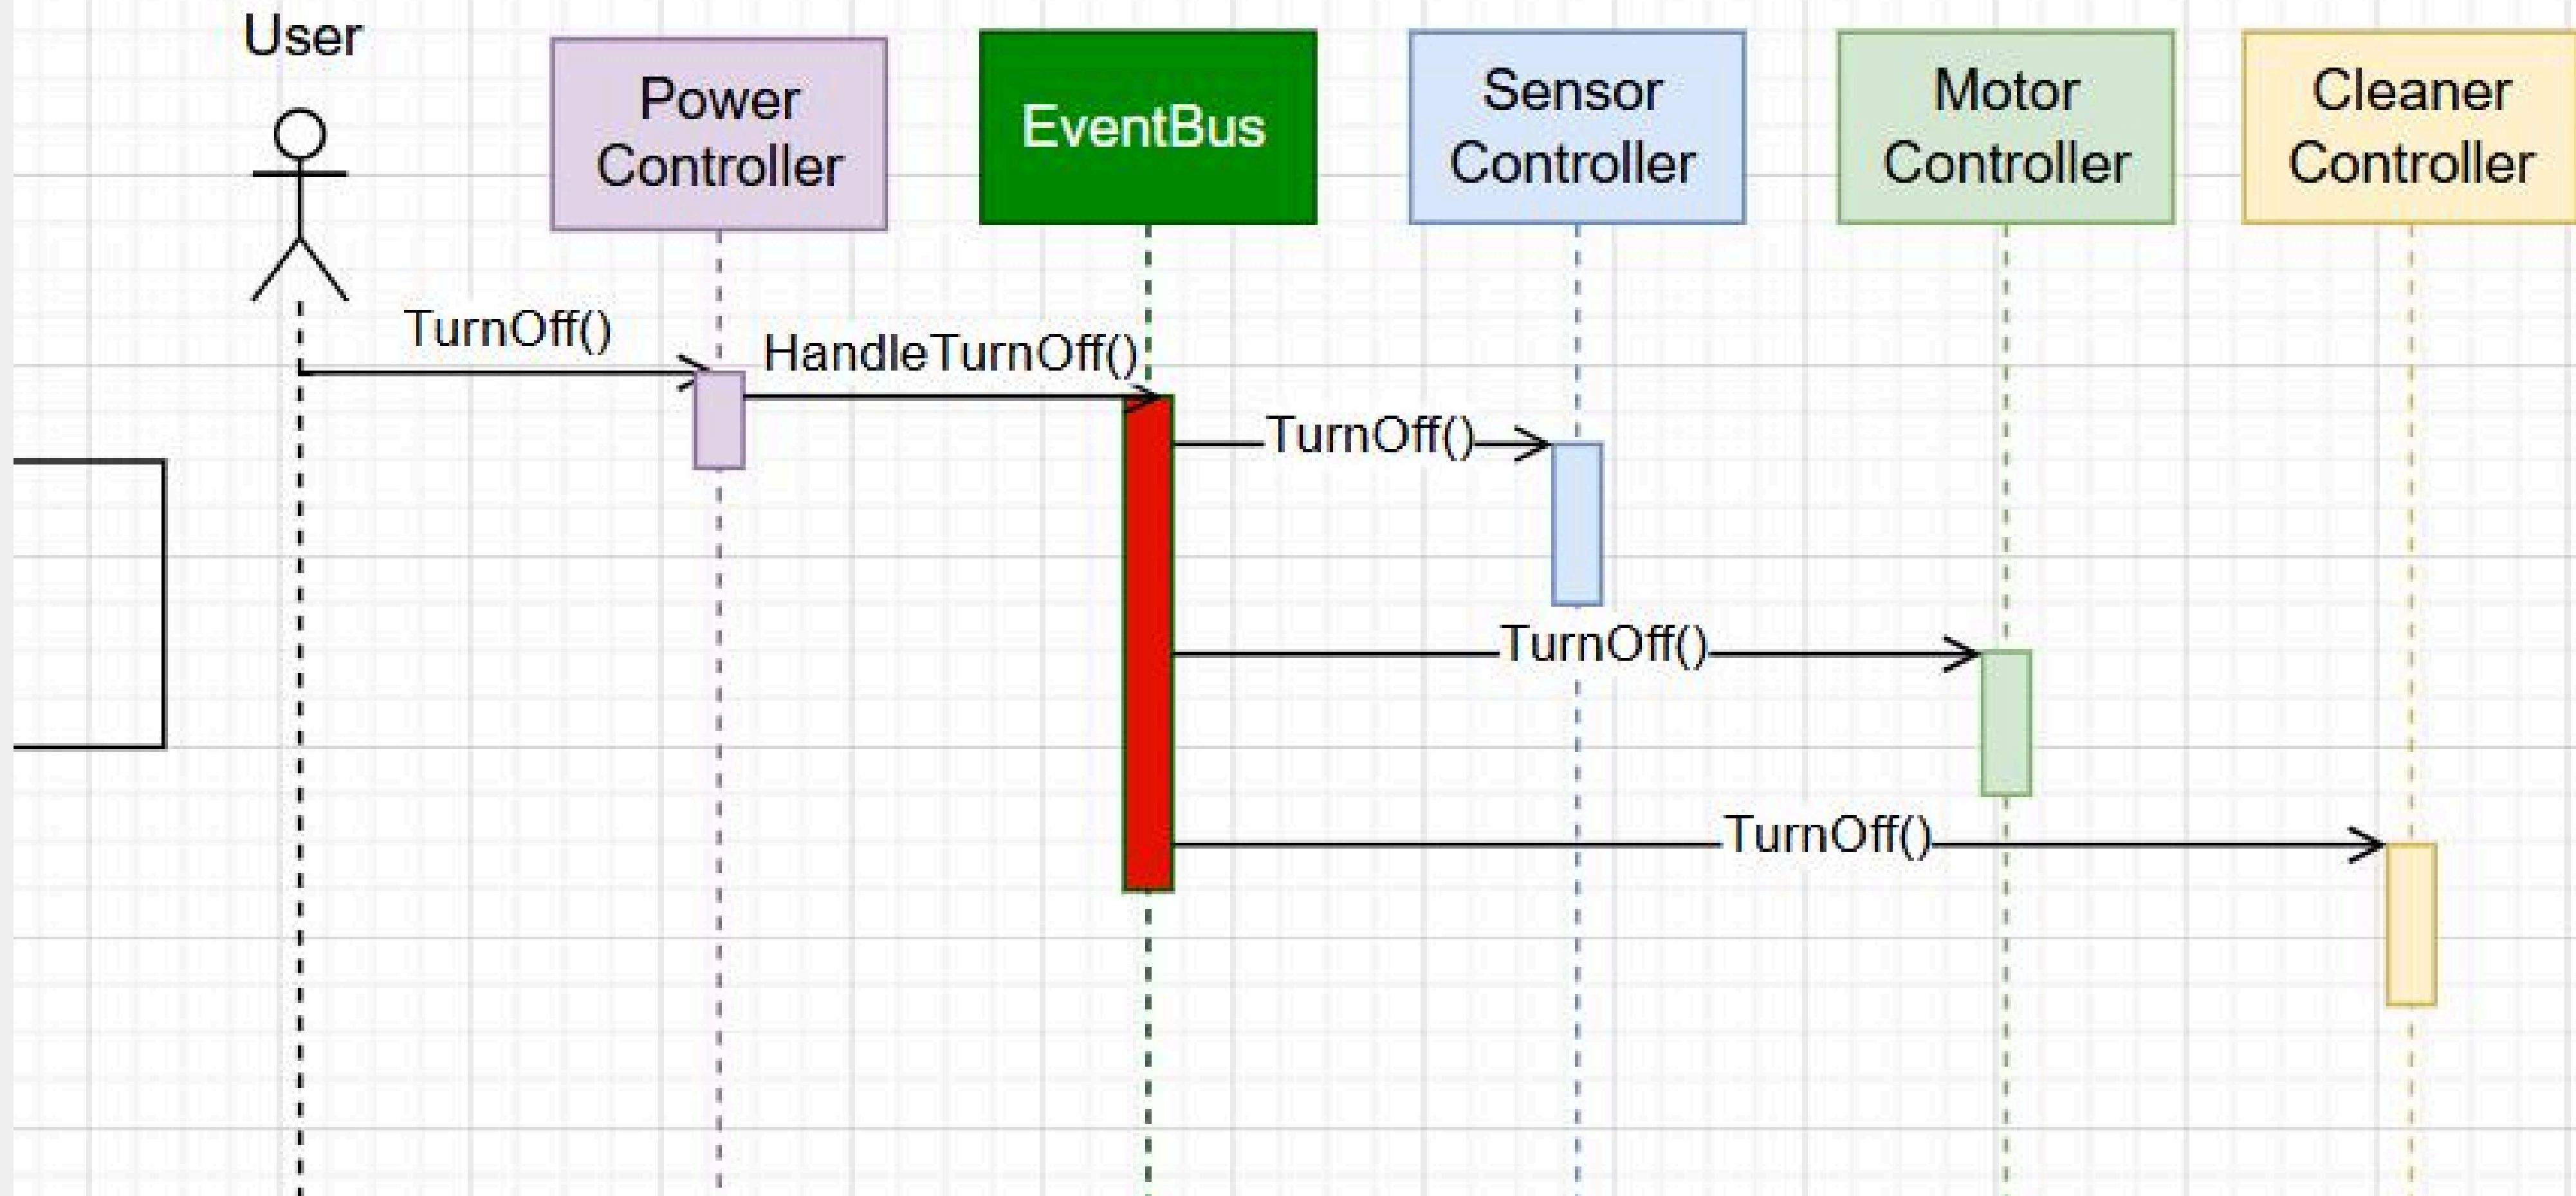 User
Power
Controller
EventBus
Sensor
Controller
Motor
Controller
Cleaner
Controller
TurnOff()
HandleTurnOff()
TurnOff()
TurnOff()
TurnOff()